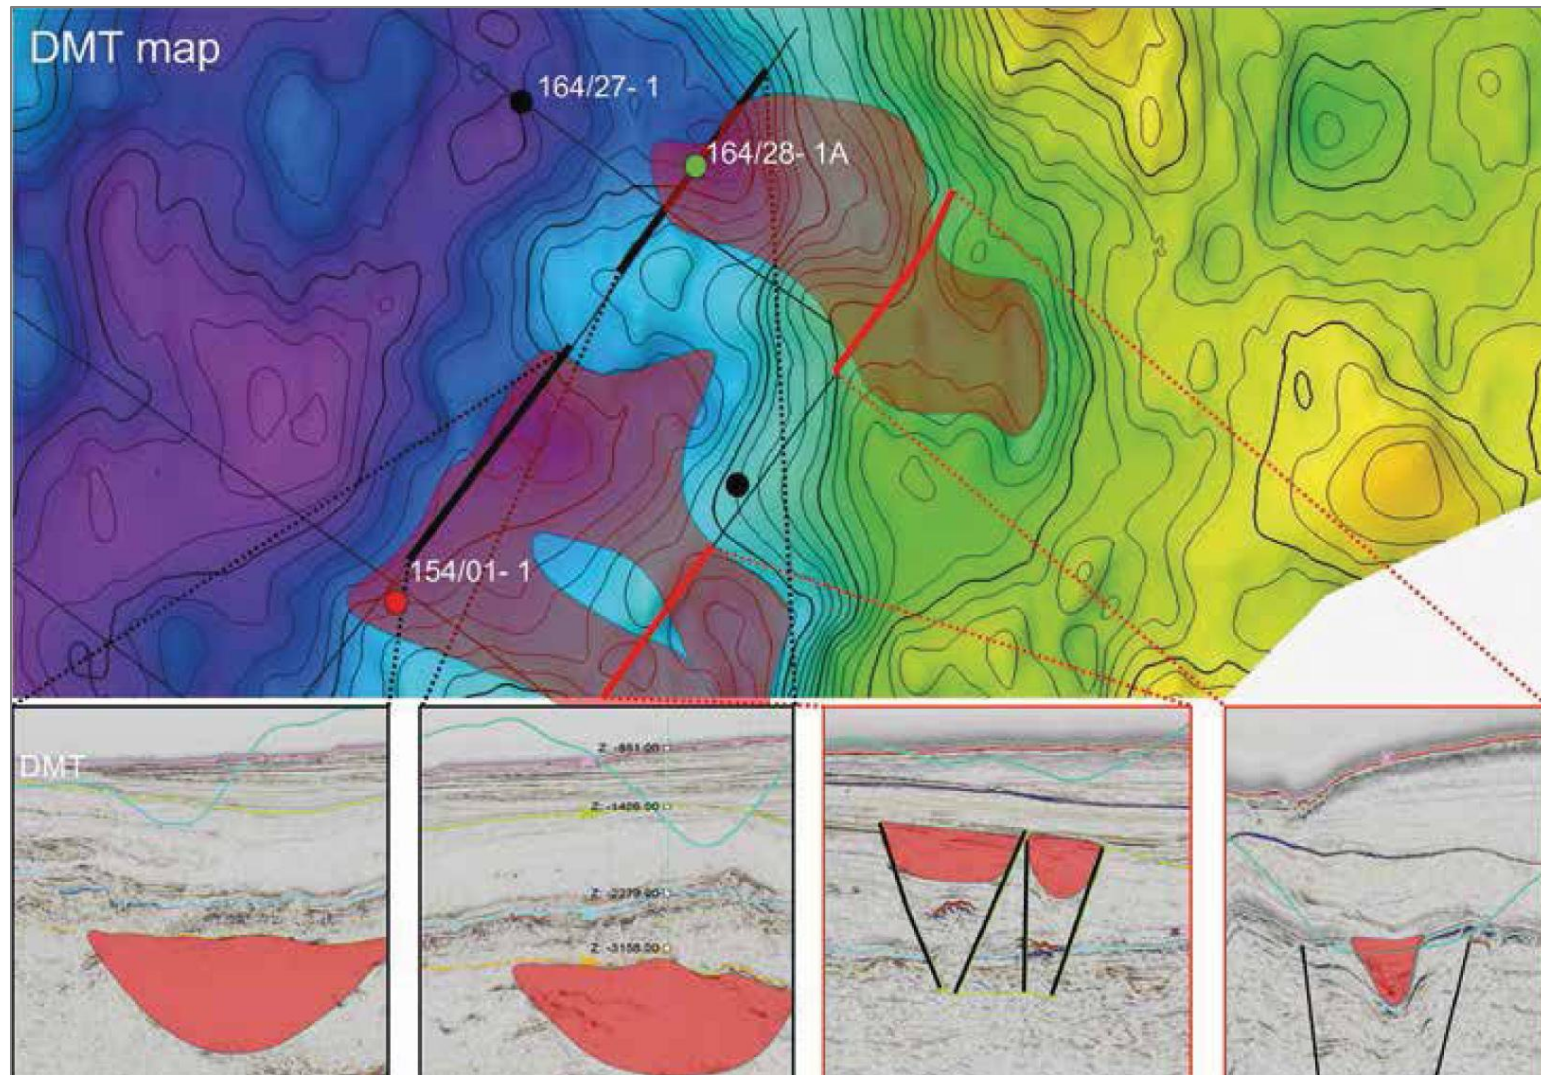 DMT map
164/27- 1
164/28- 1A
154/01- 1
DMT
Z: -851.00
Z: -1426.00
Z: -2279.00
Z: -3156.00